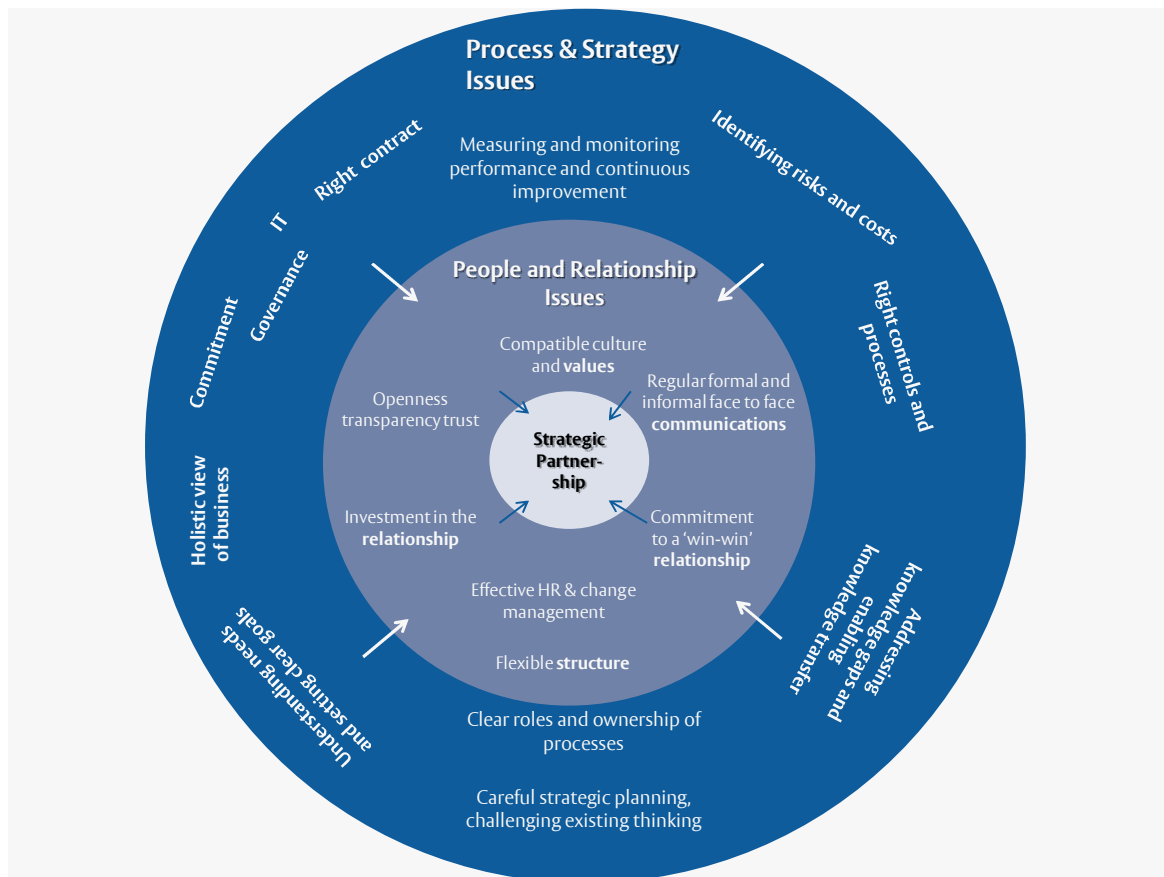 Process & Strategy
Issues
Measuring and monitoring
performance and continuous
improvement
Right contract
IT
Governance
Commitment
Holistic view
of business
Understanding needs
and setting clear goals
Identifying risks and costs
Right controls and
processes
Addressing
knowledge gaps and
enabling
knowledge transfer
People and Relationship
Issues
Compatible culture
and values
Openness
transparency trust
Regular formal and
informal face to face
communications
Strategic
Partner-
ship
Investment in the
relationship
Commitment
to a ‘win-win’
relationship
Effective HR & change
management
Flexible structure
Clear roles and ownership of
processes
Careful strategic planning,
challenging existing thinking